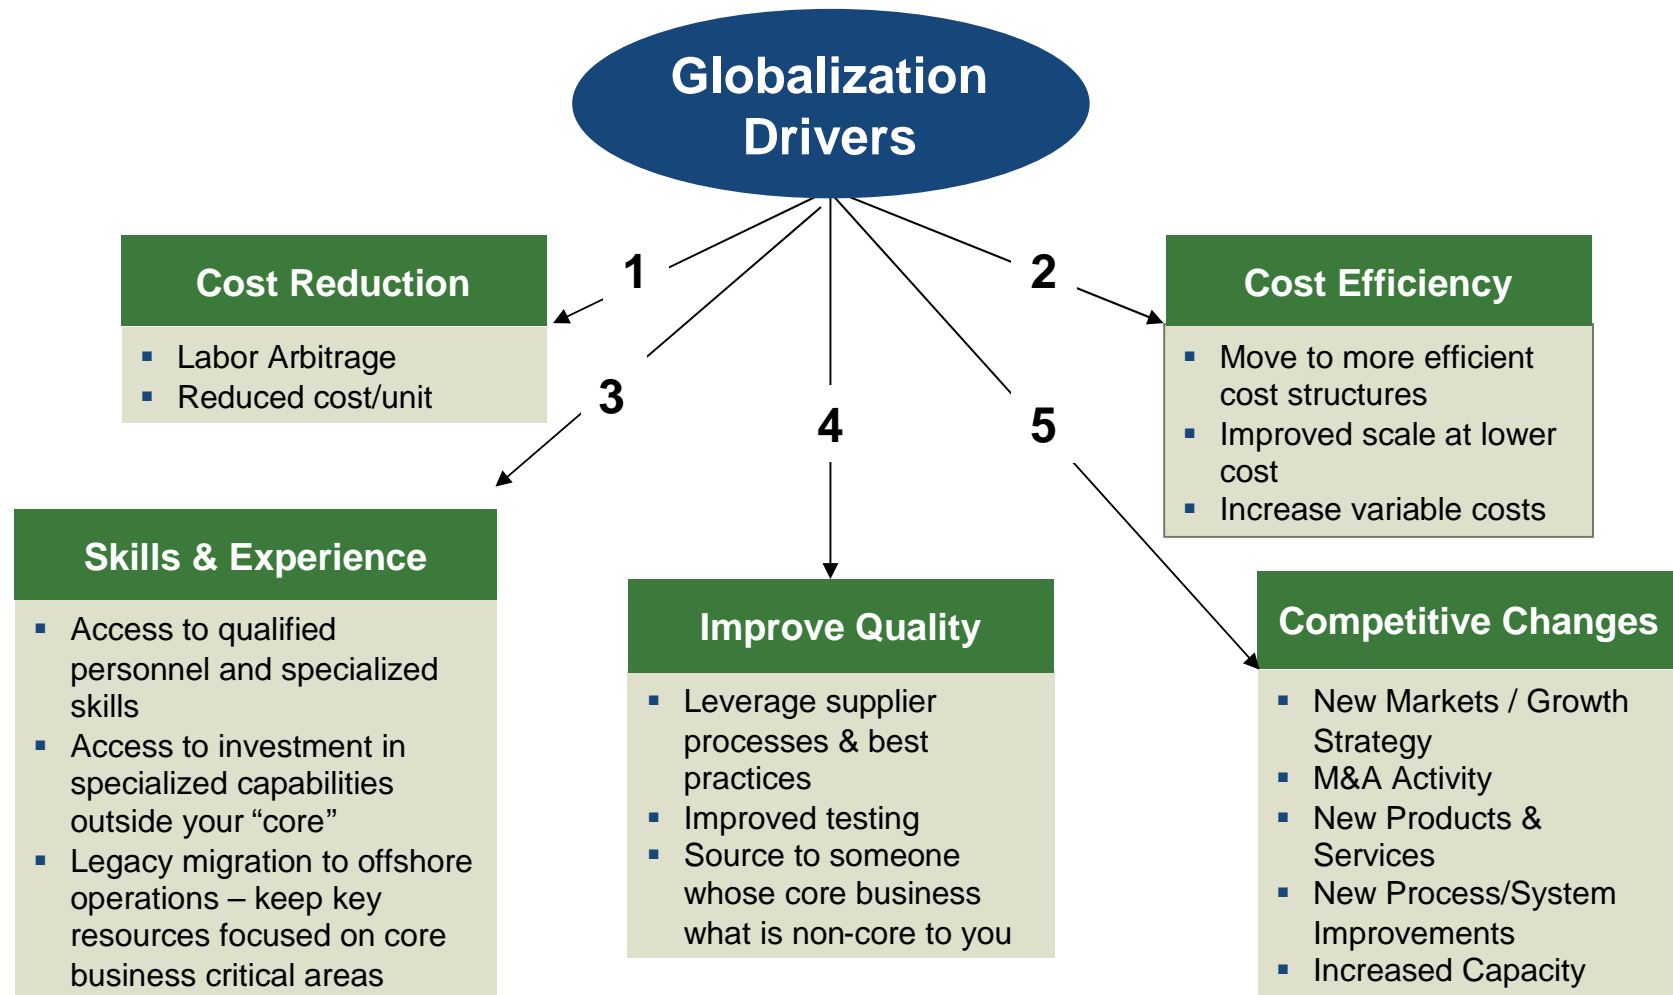 Globalization
Drivers
1
2
3
4
5
Cost Reduction
▪ Labor Arbitrage
▪ Reduced cost/unit
Cost Efficiency
▪ Move to more efficient
cost structures
▪ Improved scale at lower
cost
▪ Increase variable costs
Skills & Experience
▪ Access to qualified
personnel and specialized
skills
▪ Access to investment in
specialized capabilities
outside your “core”
▪ Legacy migration to offshore
operations – keep key
resources focused on core
business critical areas
Improve Quality
▪ Leverage supplier
processes & best
practices
▪ Improved testing
▪ Source to someone
whose core business
what is non-core to you
Competitive Changes
▪ New Markets / Growth
Strategy
▪ M&A Activity
▪ New Products &
Services
▪ New Process/System
Improvements
▪ Increased Capacity